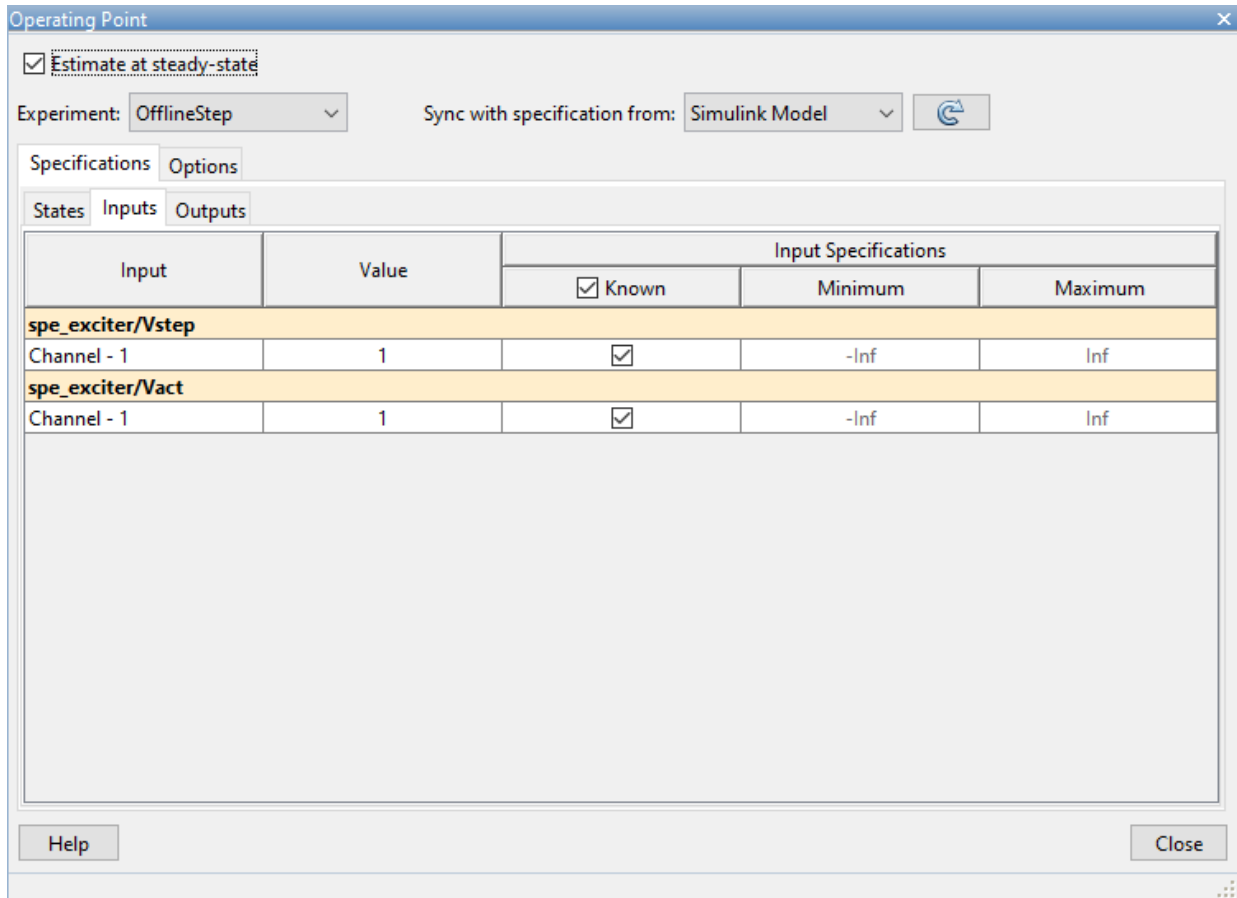 Operating Point
Estimate at steady-state
Experiment: OfflineStep Sync with specification from: Simulink Model
Specifications Options
States Inputs Outputs
Input Value Input Specifications
Known Minimum Maximum
spe_exciter/Vstep
Channel - 1 1 -Inf Inf
spe_exciter/Vact
Channel - 1 1 -Inf Inf
Help Close